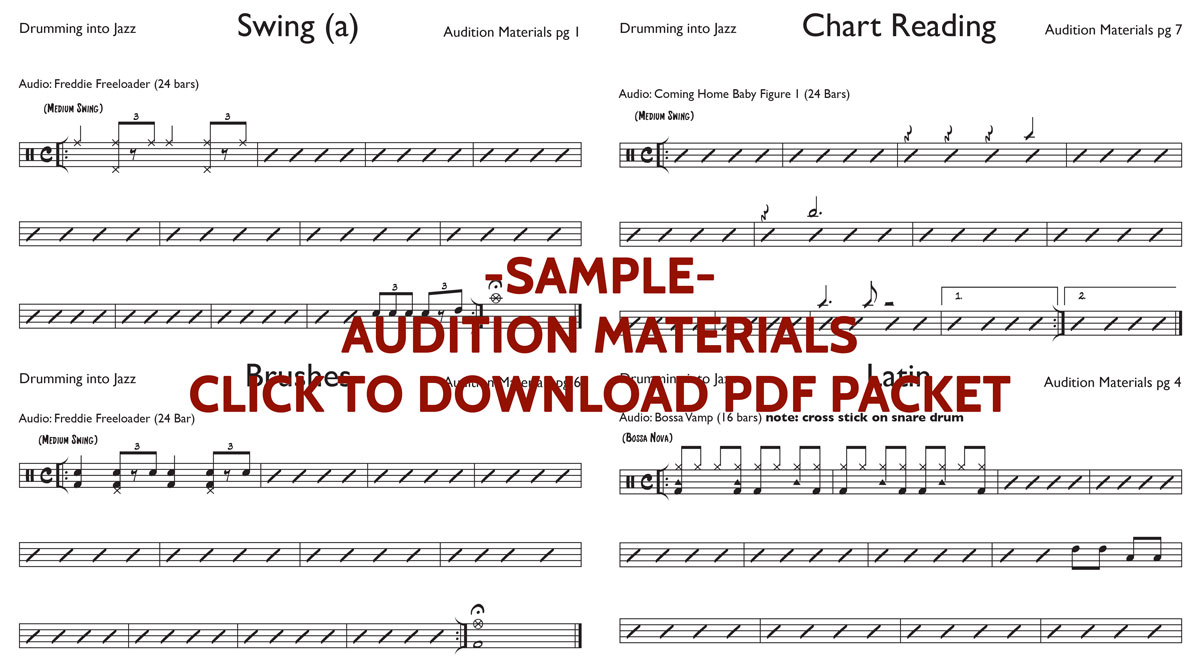 Drumming into Jazz
Swing (a)
Audition Materials pg 1
Audio: Freddie Freeloader (24 bars)
(Medium Swing)
3
3
3
3
Drumming into Jazz
Chart Reading
Audition Materials pg 7
Audio: Coming Home Baby Figure 1 (24 Bars)
(Medium Swing)
1.
2.
-SAMPLE-
AUDITION MATERIALS
CLICK TO DOWNLOAD PDF PACKET
Drumming into Jazz
Brushes
Audition Materials pg 6
Audio: Freddie Freeloader (24 Bar)
(Medium Swing)
3
3
Drumming into Jazz
Latin
Audition Materials pg 4
Audio: Bossa Vamp (16 bars) note: cross stick on snare drum
(Bossa Nova)